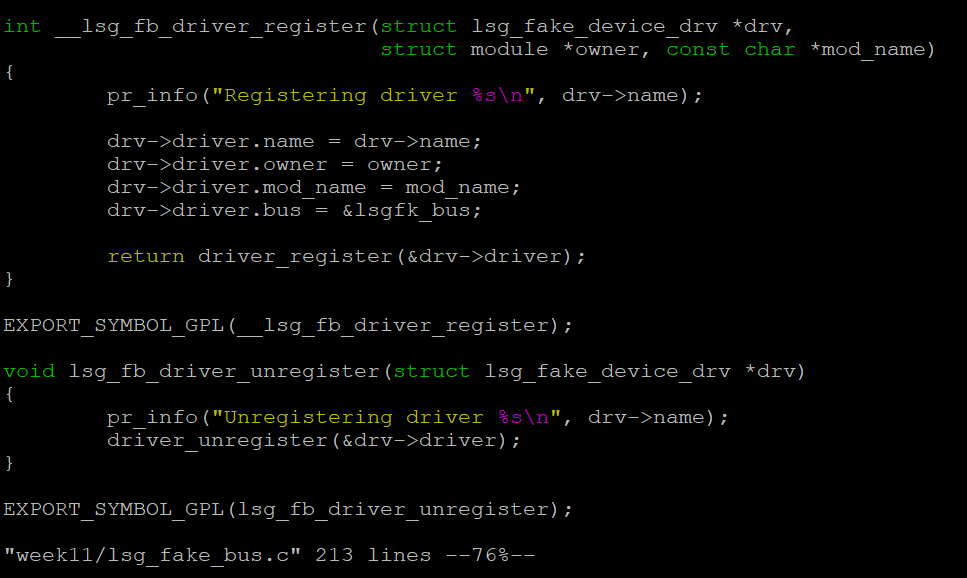 int __lsg_fb_driver_register(struct lsg_fake_device_drv *drv,
                             struct module *owner, const char *mod_name)
{
        pr_info("Registering driver %s\n", drv->name);

        drv->driver.name = drv->name;
        drv->driver.owner = owner;
        drv->driver.mod_name = mod_name;
        drv->driver.bus = &lsgfk_bus;

        return driver_register(&drv->driver);
}

EXPORT_SYMBOL_GPL(__lsg_fb_driver_register);

void lsg_fb_driver_unregister(struct lsg_fake_device_drv *drv)
{
        pr_info("Unregistering driver %s\n", drv->name);
        driver_unregister(&drv->driver);
}

EXPORT_SYMBOL_GPL(lsg_fb_driver_unregister);

"week11/lsg_fake_bus.c" 213 lines --76%--